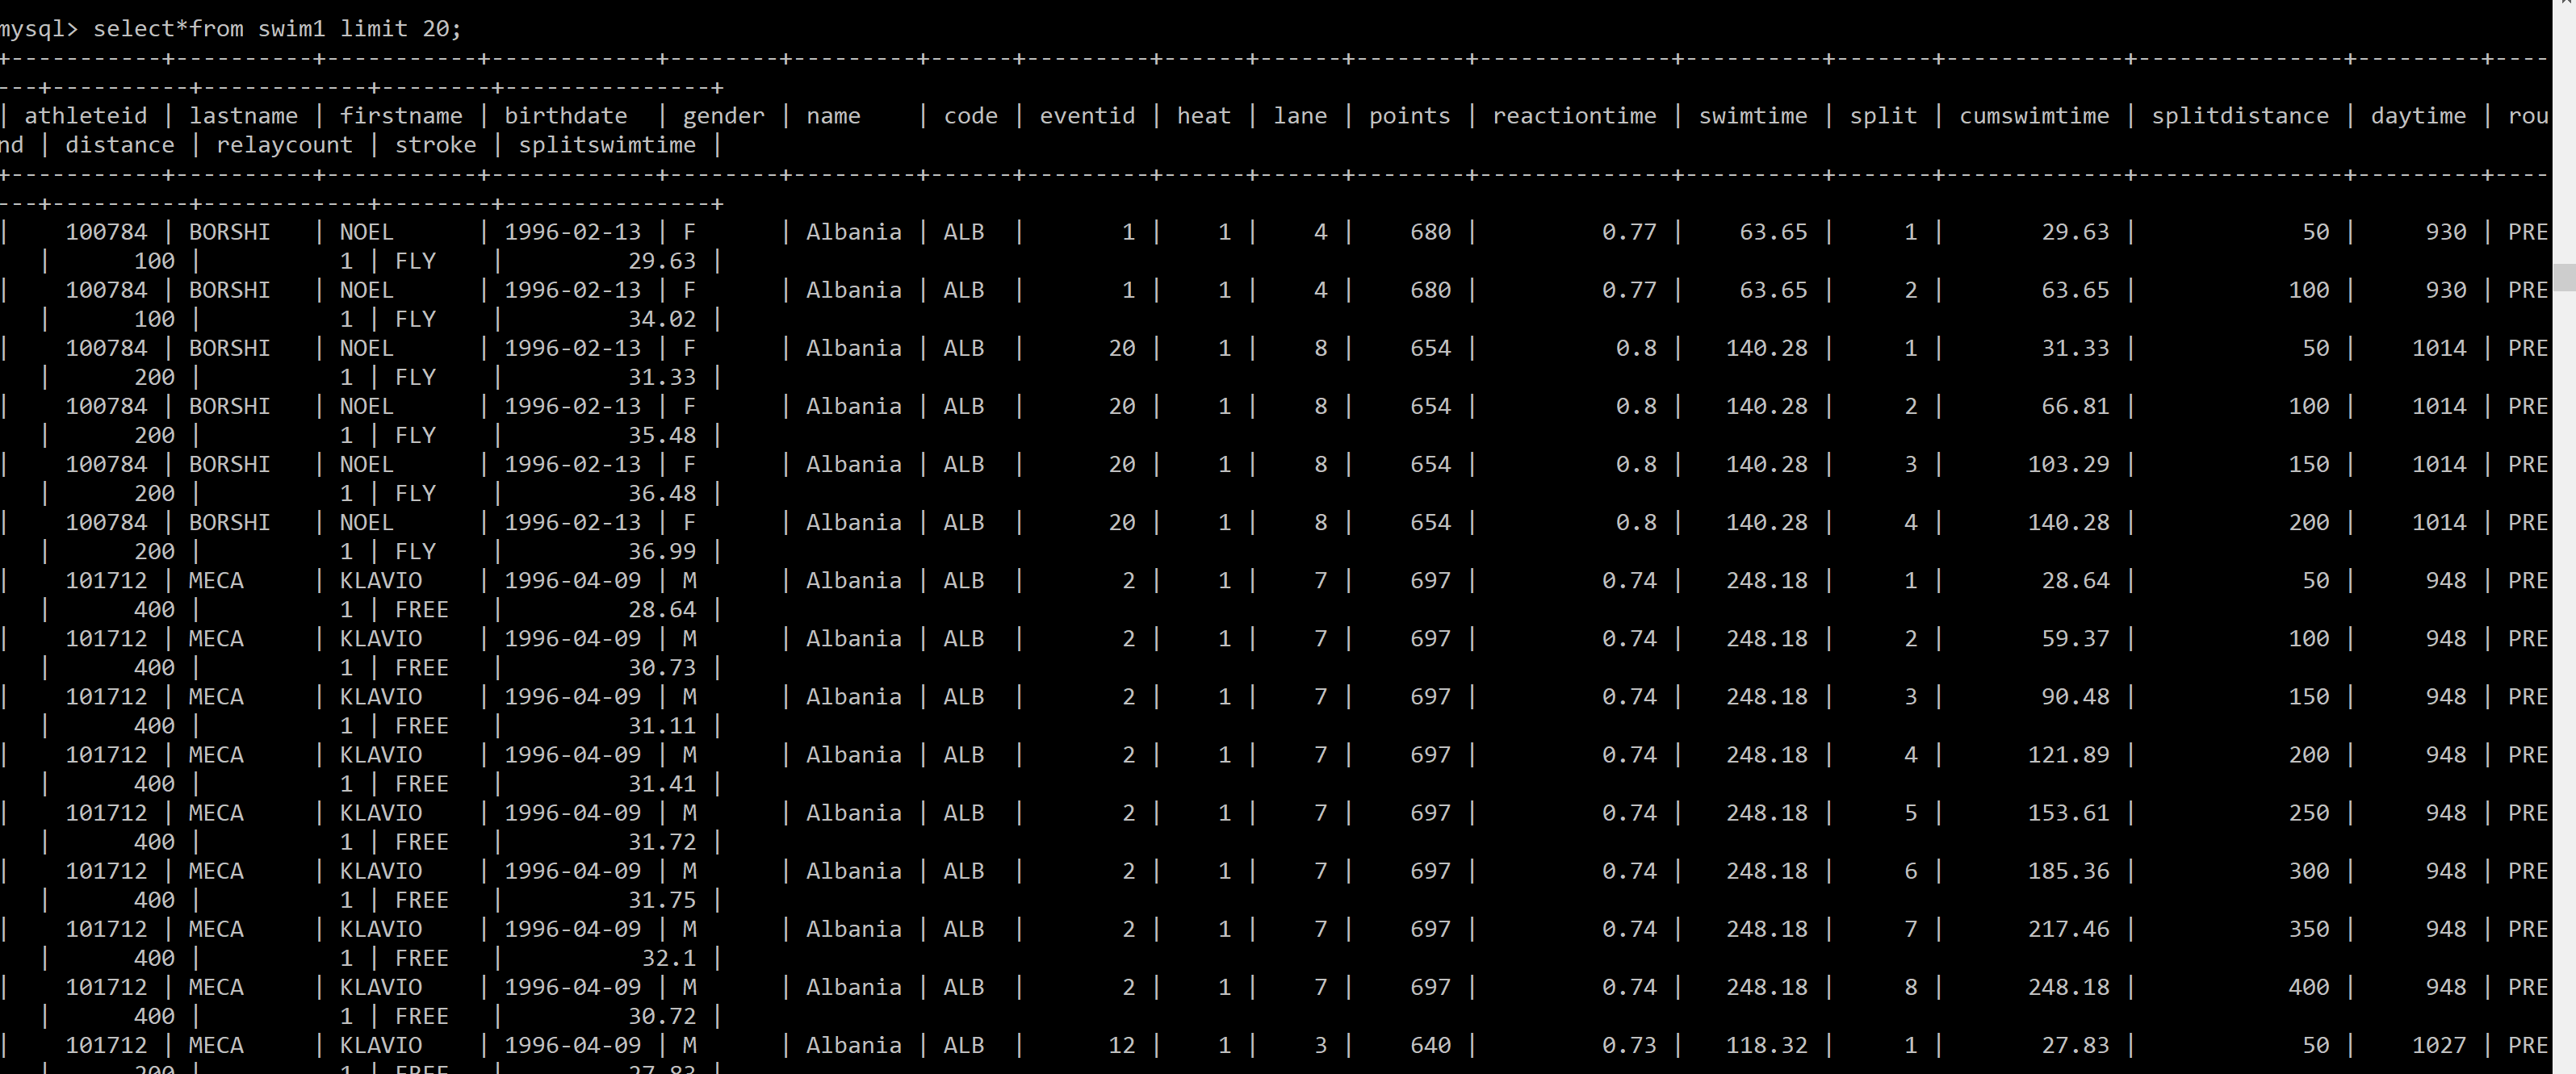 mysql> select*from swim1 limit 20;
+-----------+----------+-----------+------------+--------+---------+------+---------+------+------+--------+--------------+----------+-------+-------------+---------------+---------+----
---+----------+------------+--------+---------------+
| athleteid | lastname | firstname | birthdate  | gender | name    | code | eventid | heat | lane | points | reactiontime | swimtime | split | cumswimtime | splitdistance | daytime | rou
nd | distance | relaycount | stroke | splitswimtime |
+-----------+----------+-----------+------------+--------+---------+------+---------+------+------+--------+--------------+----------+-------+-------------+---------------+---------+----
---+----------+------------+--------+---------------+
|    100784 | BORSHI   | NOEL      | 1996-02-13 | F      | Albania | ALB  |       1 |    1 |    4 |    680 |         0.77 |    63.65 |     1 |       29.63 |            50 |     930 | PRE
   |      100 |          1 | FLY    |         29.63 |
|    100784 | BORSHI   | NOEL      | 1996-02-13 | F      | Albania | ALB  |       1 |    1 |    4 |    680 |         0.77 |    63.65 |     2 |       63.65 |           100 |     930 | PRE
   |      100 |          1 | FLY    |         34.02 |
|    100784 | BORSHI   | NOEL      | 1996-02-13 | F      | Albania | ALB  |      20 |    1 |    8 |    654 |          0.8 |   140.28 |     1 |       31.33 |            50 |    1014 | PRE
   |      200 |          1 | FLY    |         31.33 |
|    100784 | BORSHI   | NOEL      | 1996-02-13 | F      | Albania | ALB  |      20 |    1 |    8 |    654 |          0.8 |   140.28 |     2 |       66.81 |           100 |    1014 | PRE
   |      200 |          1 | FLY    |         35.48 |
|    100784 | BORSHI   | NOEL      | 1996-02-13 | F      | Albania | ALB  |      20 |    1 |    8 |    654 |          0.8 |   140.28 |     3 |      103.29 |           150 |    1014 | PRE
   |      200 |          1 | FLY    |         36.48 |
|    100784 | BORSHI   | NOEL      | 1996-02-13 | F      | Albania | ALB  |      20 |    1 |    8 |    654 |          0.8 |   140.28 |     4 |      140.28 |           200 |    1014 | PRE
   |      200 |          1 | FLY    |         36.99 |
|    101712 | MECA     | KLAVIO    | 1996-04-09 | M      | Albania | ALB  |       2 |    1 |    7 |    697 |         0.74 |   248.18 |     1 |       28.64 |            50 |     948 | PRE
   |      400 |          1 | FREE   |         28.64 |
|    101712 | MECA     | KLAVIO    | 1996-04-09 | M      | Albania | ALB  |       2 |    1 |    7 |    697 |         0.74 |   248.18 |     2 |       59.37 |           100 |     948 | PRE
   |      400 |          1 | FREE   |         30.73 |
|    101712 | MECA     | KLAVIO    | 1996-04-09 | M      | Albania | ALB  |       2 |    1 |    7 |    697 |         0.74 |   248.18 |     3 |       90.48 |           150 |     948 | PRE
   |      400 |          1 | FREE   |         31.11 |
|    101712 | MECA     | KLAVIO    | 1996-04-09 | M      | Albania | ALB  |       2 |    1 |    7 |    697 |         0.74 |   248.18 |     4 |      121.89 |           200 |     948 | PRE
   |      400 |          1 | FREE   |         31.41 |
|    101712 | MECA     | KLAVIO    | 1996-04-09 | M      | Albania | ALB  |       2 |    1 |    7 |    697 |         0.74 |   248.18 |     5 |      153.61 |           250 |     948 | PRE
   |      400 |          1 | FREE   |         31.72 |
|    101712 | MECA     | KLAVIO    | 1996-04-09 | M      | Albania | ALB  |       2 |    1 |    7 |    697 |         0.74 |   248.18 |     6 |      185.36 |           300 |     948 | PRE
   |      400 |          1 | FREE   |         31.75 |
|    101712 | MECA     | KLAVIO    | 1996-04-09 | M      | Albania | ALB  |       2 |    1 |    7 |    697 |         0.74 |   248.18 |     7 |      217.46 |           350 |     948 | PRE
   |      400 |          1 | FREE   |          32.1 |
|    101712 | MECA     | KLAVIO    | 1996-04-09 | M      | Albania | ALB  |       2 |    1 |    7 |    697 |         0.74 |   248.18 |     8 |      248.18 |           400 |     948 | PRE
   |      400 |          1 | FREE   |         30.72 |
|    101712 | MECA     | KLAVIO    | 1996-04-09 | M      | Albania | ALB  |      12 |    1 |    3 |    640 |         0.73 |   118.32 |     1 |       27.83 |            50 |    1027 | PRE
   |      200 |          1 | FREE   |         27.83 |